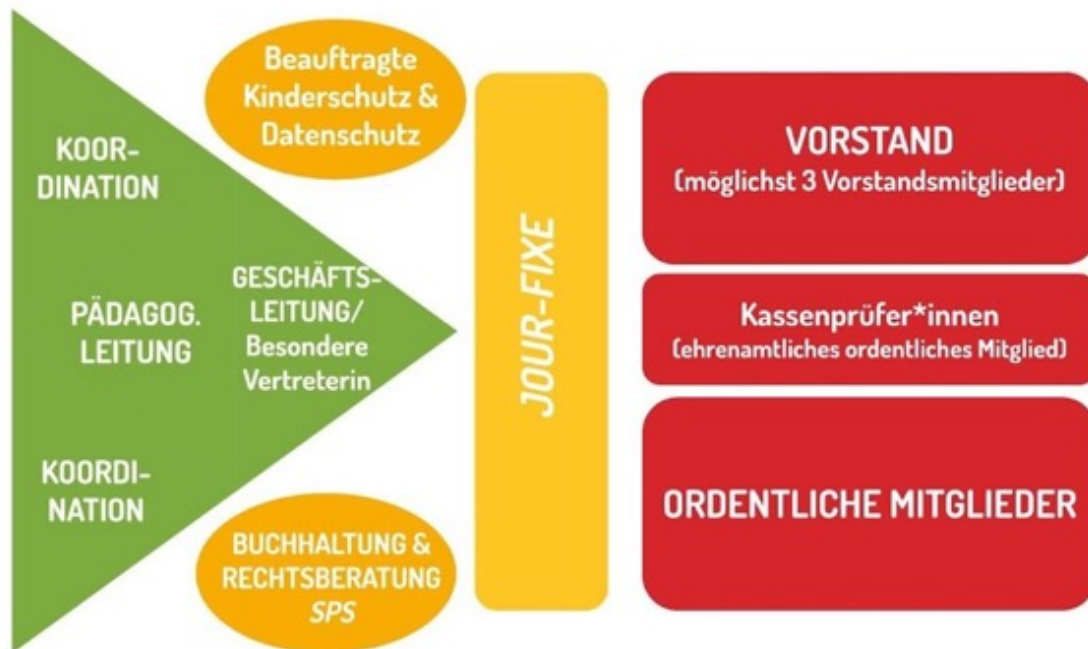 KOOR-
DINATION
PÄDAGOG.
LEITUNG
KOORDI-
NATION
GESCHÄFTS-
LEITUNG/
Besondere
Vertreterin
Beauftragte
Kinderschutz &
Datenschutz
BUCHHALTUNG &
RECHTSBERATUNG
SPS
JOUR-FIXE
VORSTAND
(möglichst 3 Vorstandsmitglieder)
Kassenprüfer*innen
(ehrenamtliches ordentliches Mitglied)
ORDENTLICHE MITGLIEDER